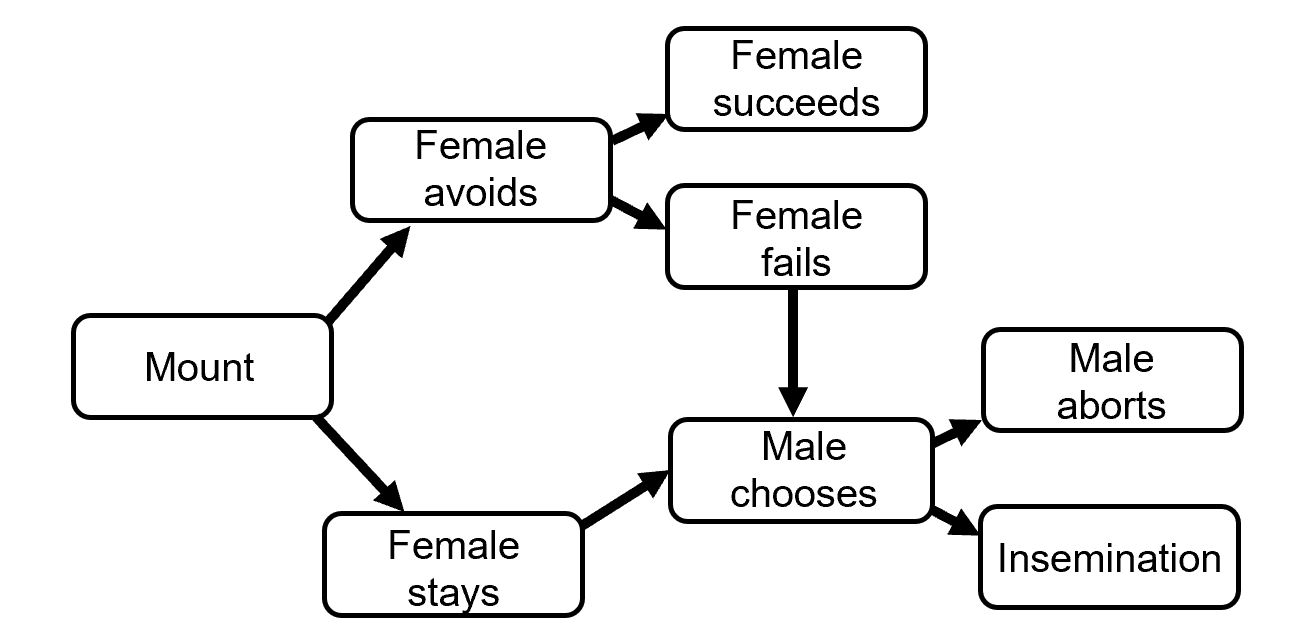 Female
succeeds
Female
avoids
Female
fails
Mount
Male
aborts
Male
chooses
Female
stays
Insemination